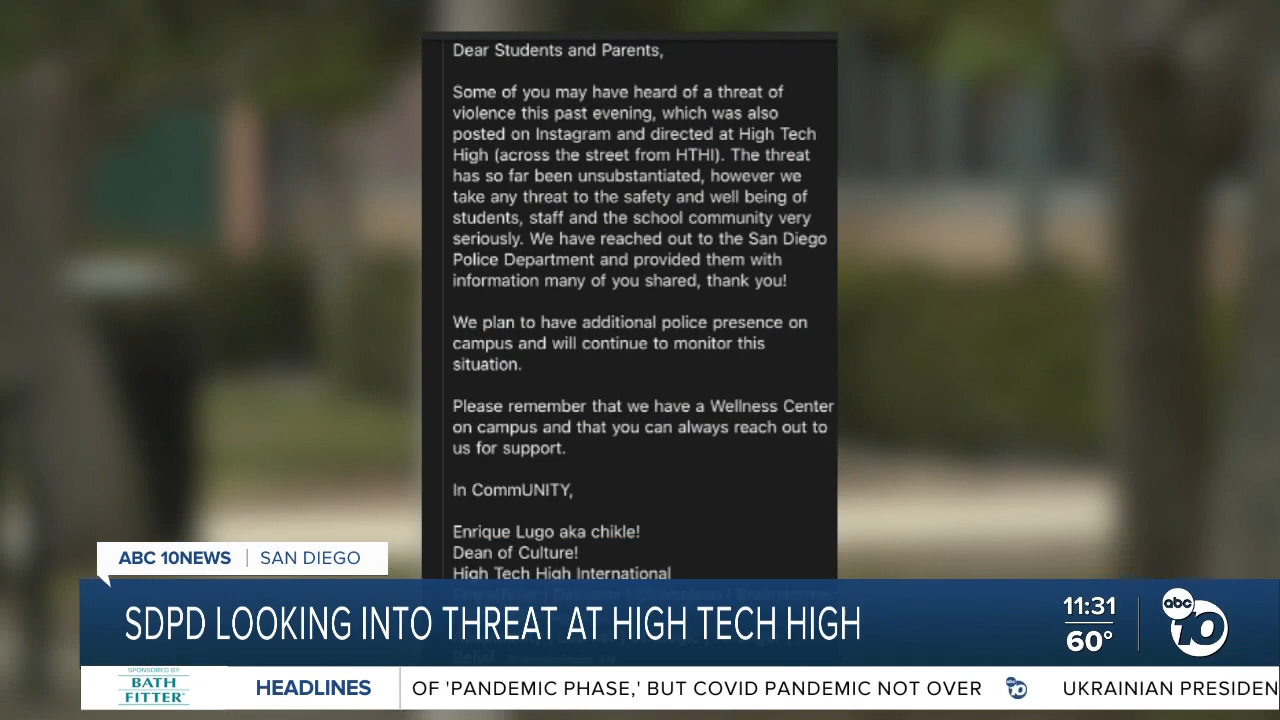 Dear Students and Parents,
Some of you may have heard of a threat of
violence this past evening, which was also
posted on Instagram and directed at High Tech
High (across the street from HTHI). The threat
has so far been unsubstantiated, however we
take any threat to the safety and well being of
students, staff and the school community very
seriously. We have reached out to the San Diego
Police Department and provided them with
information many of you shared, thank you!
We plan to have additional police presence on
campus and will continue to monitor this
situation.
Please remember that we have a Wellness Center
on campus and that you can always reach out to
us for support.
In CommUNITY,
Enrique Lugo aka chikle!
Dean of Culture!
High Tech High International
ABC 10NEWS | SAN DIEGO
SDPD LOOKING INTO THREAT AT HIGH TECH HIGH
11:31
60°
abc
10
SPONSORED BY:
BATH
FITTER®
HEADLINES
OF 'PANDEMIC PHASE,' BUT COVID PANDEMIC NOT OVER
abc 10
UKRAINIAN PRESIDEN